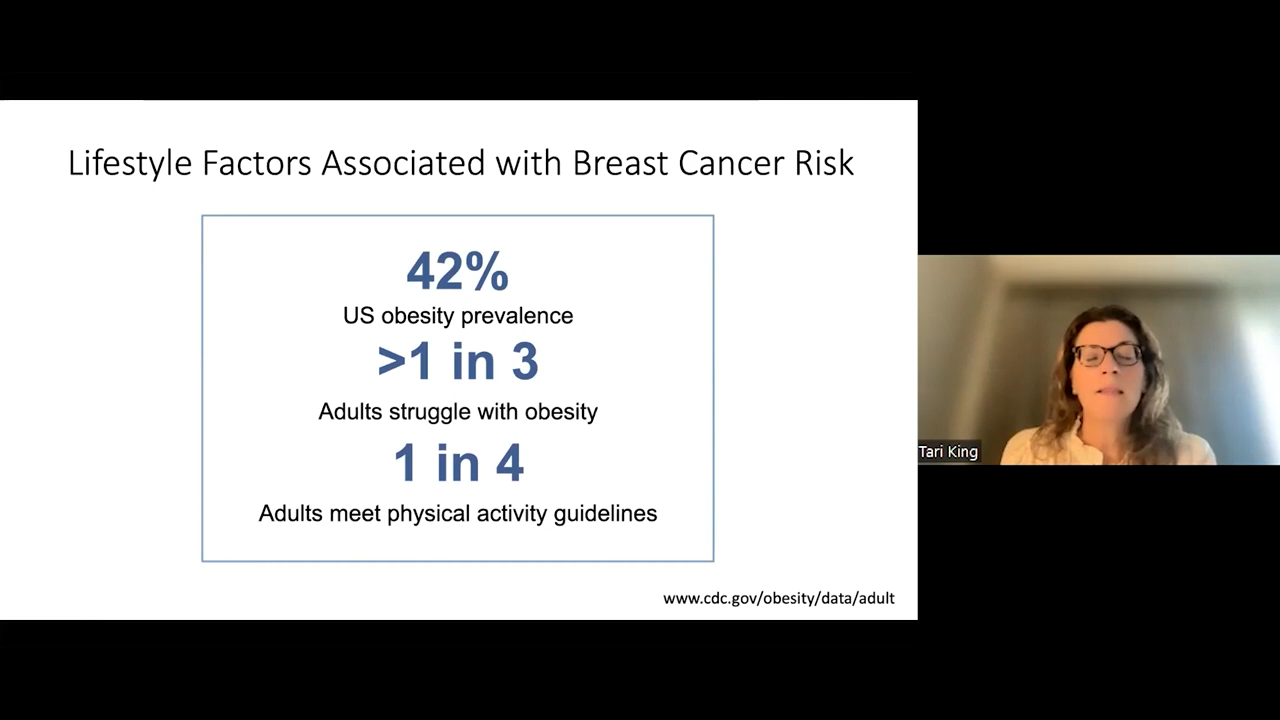 Lifestyle Factors Associated with Breast Cancer Risk
42%
US obesity prevalence
>1 in 3
Adults struggle with obesity
1 in 4
Adults meet physical activity guidelines
www.cdc.gov/obesity/data/adult
Tari King